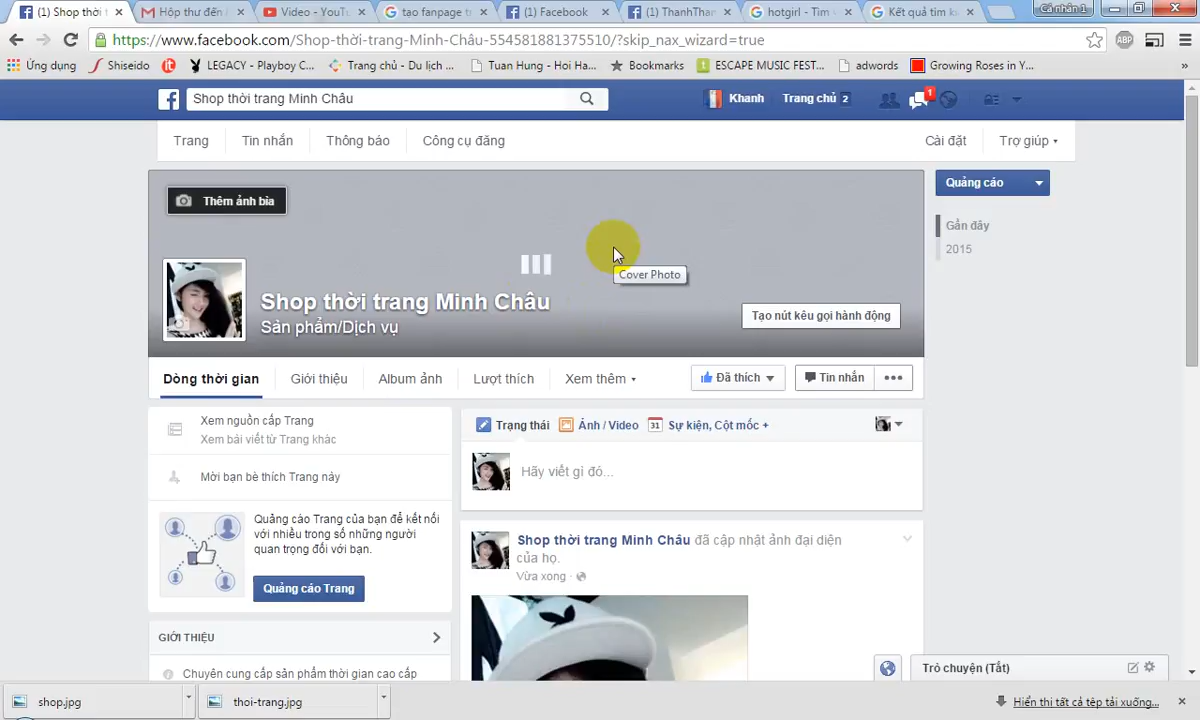 (1) Shop thời t
Hộp thư đến /
Video - YouTu
tao fanpage tr
(1) Facebook
(1) ThanhThan
hotgirl - Tìm v
Kết quả tìm k
Cá nhân 1
https://www.facebook.com/Shop-thời-trang-Minh-Châu-554581881375510/?skip_nax_wizard=true
ABP
Ứng dụng
Shiseido
LEGACY - Playboy C...
Trang chủ - Du lịch ...
Tuan Hung - Hoi Ha...
Bookmarks
ESCAPE MUSIC FEST...
adwords
Growing Roses in Y...
»
Shop thời trang Minh Châu
Khanh
Trang chủ 2
1
Trang
Tin nhắn
Thông báo
Công cụ đăng
Cài đặt
Trợ giúp
Thêm ảnh bìa
Quảng cáo
Gần đây
2015
Cover Photo
Shop thời trang Minh Châu
Sản phẩm/Dịch vụ
Tạo nút kêu gọi hành động
Dòng thời gian
Giới thiệu
Album ảnh
Lượt thích
Xem thêm
Đã thích
Tin nhắn
•••
Xem nguồn cấp Trang
Xem bài viết từ Trang khác
Mời bạn bè thích Trang này
Quảng cáo Trang của bạn để kết nối
với nhiều trong số những người
quan trọng đối với bạn.
Quảng cáo Trang
GIỚI THIỆU
Chuyên cung cấp sản phẩm thời gian cao cấp
Trạng thái
Ảnh / Video
31
Sự kiện, Cột mốc +
Hãy viết gì đó...
Shop thời trang Minh Châu đã cập nhật ảnh đại diện
của họ.
Vừa xong ·
Trò chuyện (Tắt)
shop.jpg
thoi-trang.jpg
Hiển thị tất cả tệp tải xuống...